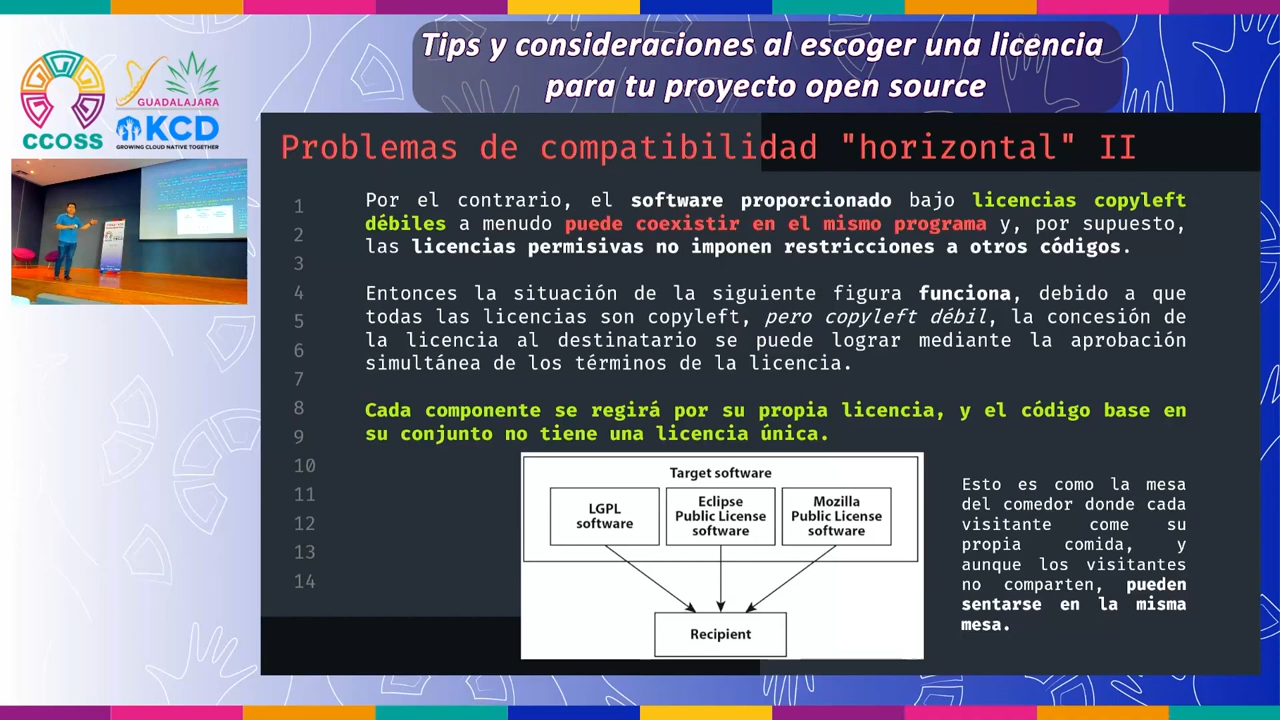 Tips y consideraciones al escoger una licencia
para tu proyecto open source
CCOSS
GUADALAJARA
KCD
GROWING CLOUD NATIVE TOGETHER
Problemas de compatibilidad "horizontal" II
1
2
3
4
5
6
7
8
9
10
11
12
13
14
Por el contrario, el software proporcionado bajo licencias copyleft
débiles a menudo puede coexistir en el mismo programa y, por supuesto,
las licencias permisivas no imponen restricciones a otros códigos.
Entonces la situación de la siguiente figura funciona, debido a que
todas las licencias son copyleft, pero copyleft débil, la concesión de
la licencia al destinatario se puede lograr mediante la aprobación
simultánea de los términos de la licencia.
Cada componente se regirá por su propia licencia, y el código base en
su conjunto no tiene una licencia única.
Target software
LGPL
software
Eclipse
Public License
software
Mozilla
Public License
software
Recipient
Esto es como la mesa
del comedor donde cada
visitante come su
propia comida, y
aunque los visitantes
no comparten, pueden
sentarse en la misma
mesa.